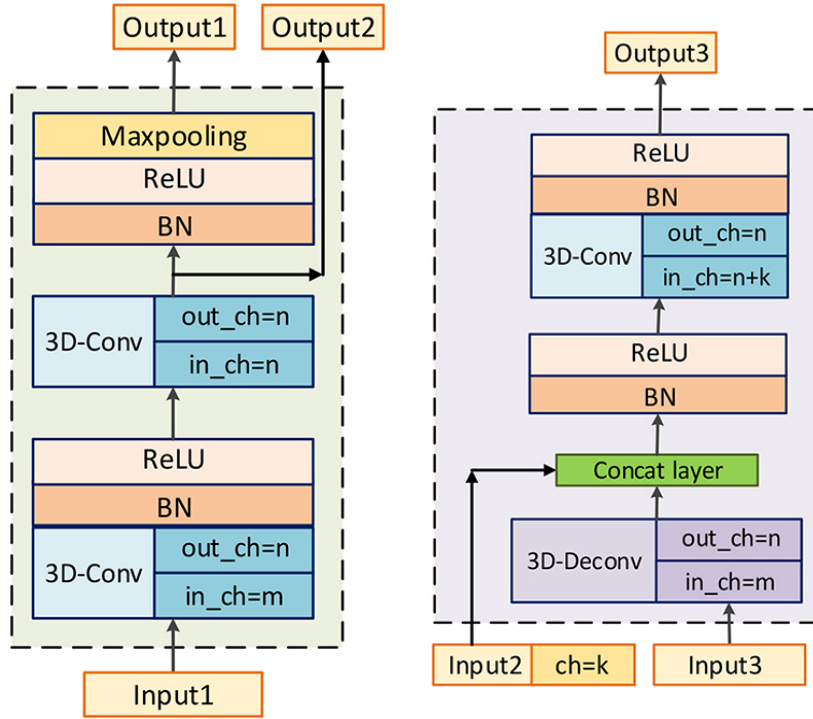 Output1
Output2
Maxpooling
ReLU
BN
3D-Conv
out_ch=n
in_ch=n
ReLU
BN
3D-Conv
out_ch=n
in_ch=m
Input1
Output3
ReLU
BN
3D-Conv
out_ch=n
in_ch=n+k
ReLU
BN
Concat layer
3D-Deconv
out_ch=n
in_ch=m
Input2
ch=k
Input3